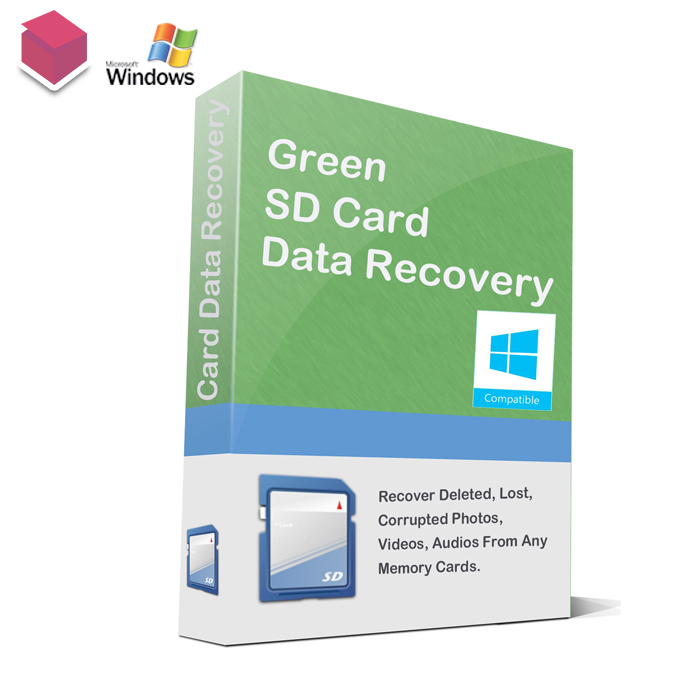 Microsoft
Windows
Card Data Recovery
Green
SD Card
Data Recovery
Compatible
Recover Deleted, Lost,
Corrupted Photos,
Videos, Audios From Any
Memory Cards.
SD
SD